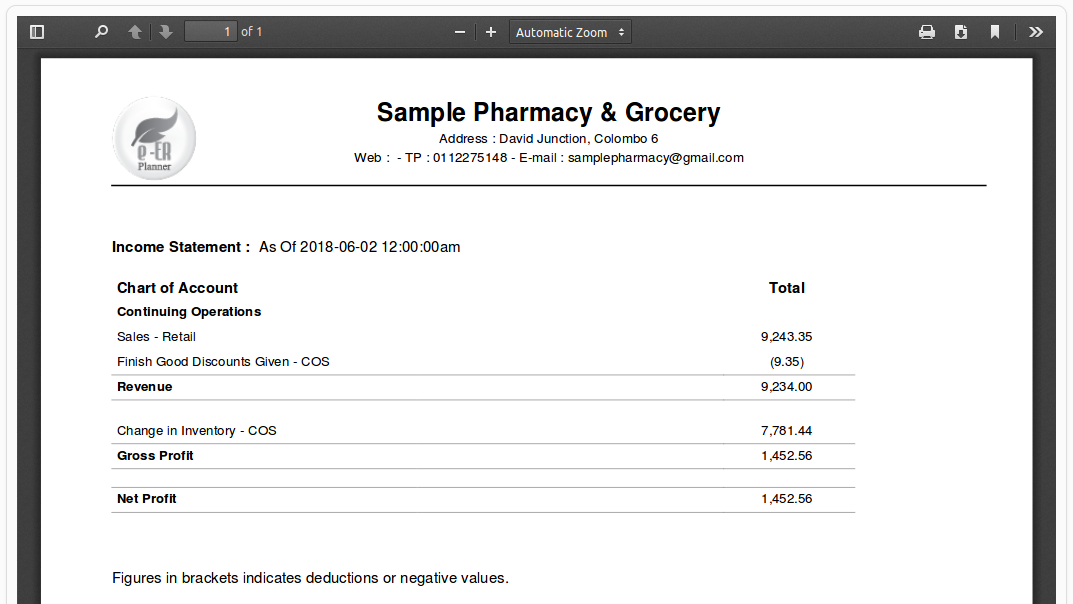 1 of 1
Automatic Zoom
e-ER
Planner
Sample Pharmacy & Grocery
Address : David Junction, Colombo 6
Web : - TP : 0112275148 - E-mail : samplepharmacy@gmail.com
Income Statement : As Of 2018-06-02 12:00:00am
Chart of Account Total
Continuing Operations
Sales - Retail 9,243.35
Finish Good Discounts Given - COS (9.35)
Revenue 9,234.00
Change in Inventory - COS 7,781.44
Gross Profit 1,452.56
Net Profit 1,452.56
Figures in brackets indicates deductions or negative values.